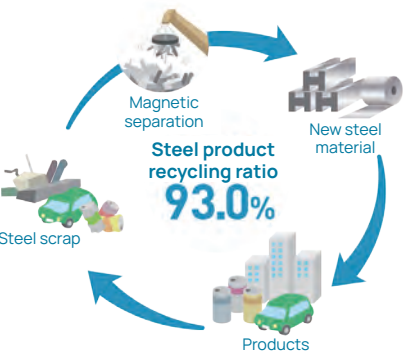 Magnetic
separation
New steel
material
Steel product
recycling ratio
93.0%
Steel scrap
Products